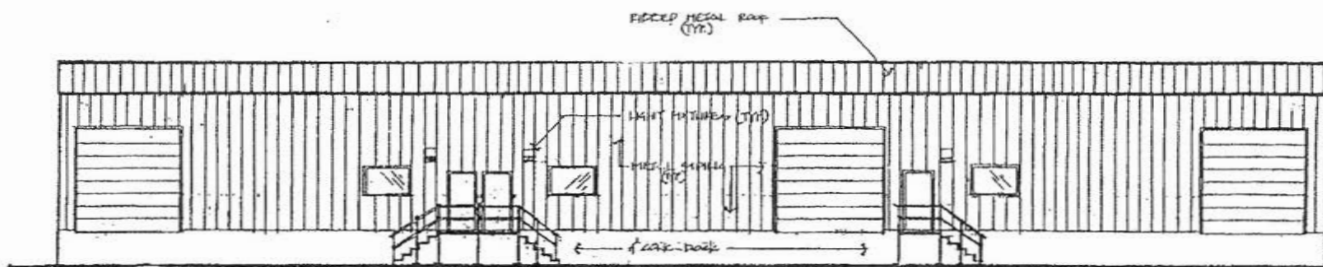 RIBBED METAL ROOF
(TYP.)
LIGHT FIXTURES (TYP.)
METAL SIDING
(TYP.)